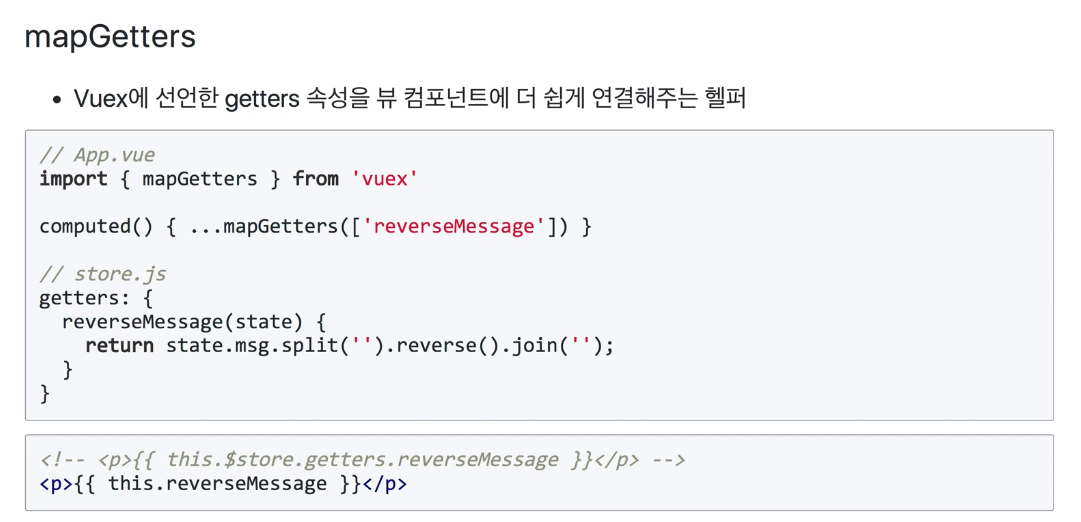 mapGetters
• Vuex에 선언한 getters 속성을 뷰 컴포넌트에 더 쉽게 연결해주는 헬퍼
// App.vue
import { mapGetters } from 'vuex'
computed() { ...mapGetters(['reverseMessage']) }
// store.js
getters: {
  reverseMessage(state) {
    return state.msg.split('').reverse().join('');
  }
}
<!-- <p>{{ this.$store.getters.reverseMessage }}</p> -->
<p>{{ this.reverseMessage }}</p>